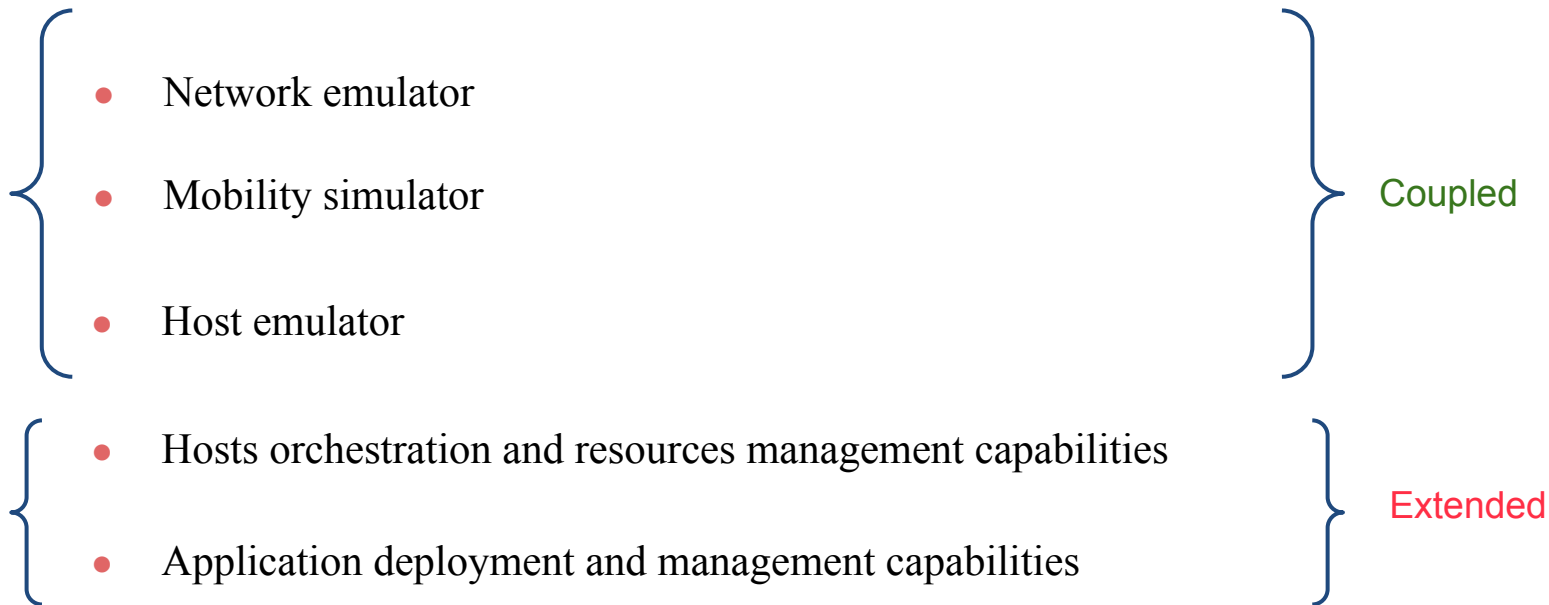 Network emulator
Mobility simulator
Coupled
Host emulator
Hosts orchestration and resources management capabilities
Extended
Application deployment and management capabilities